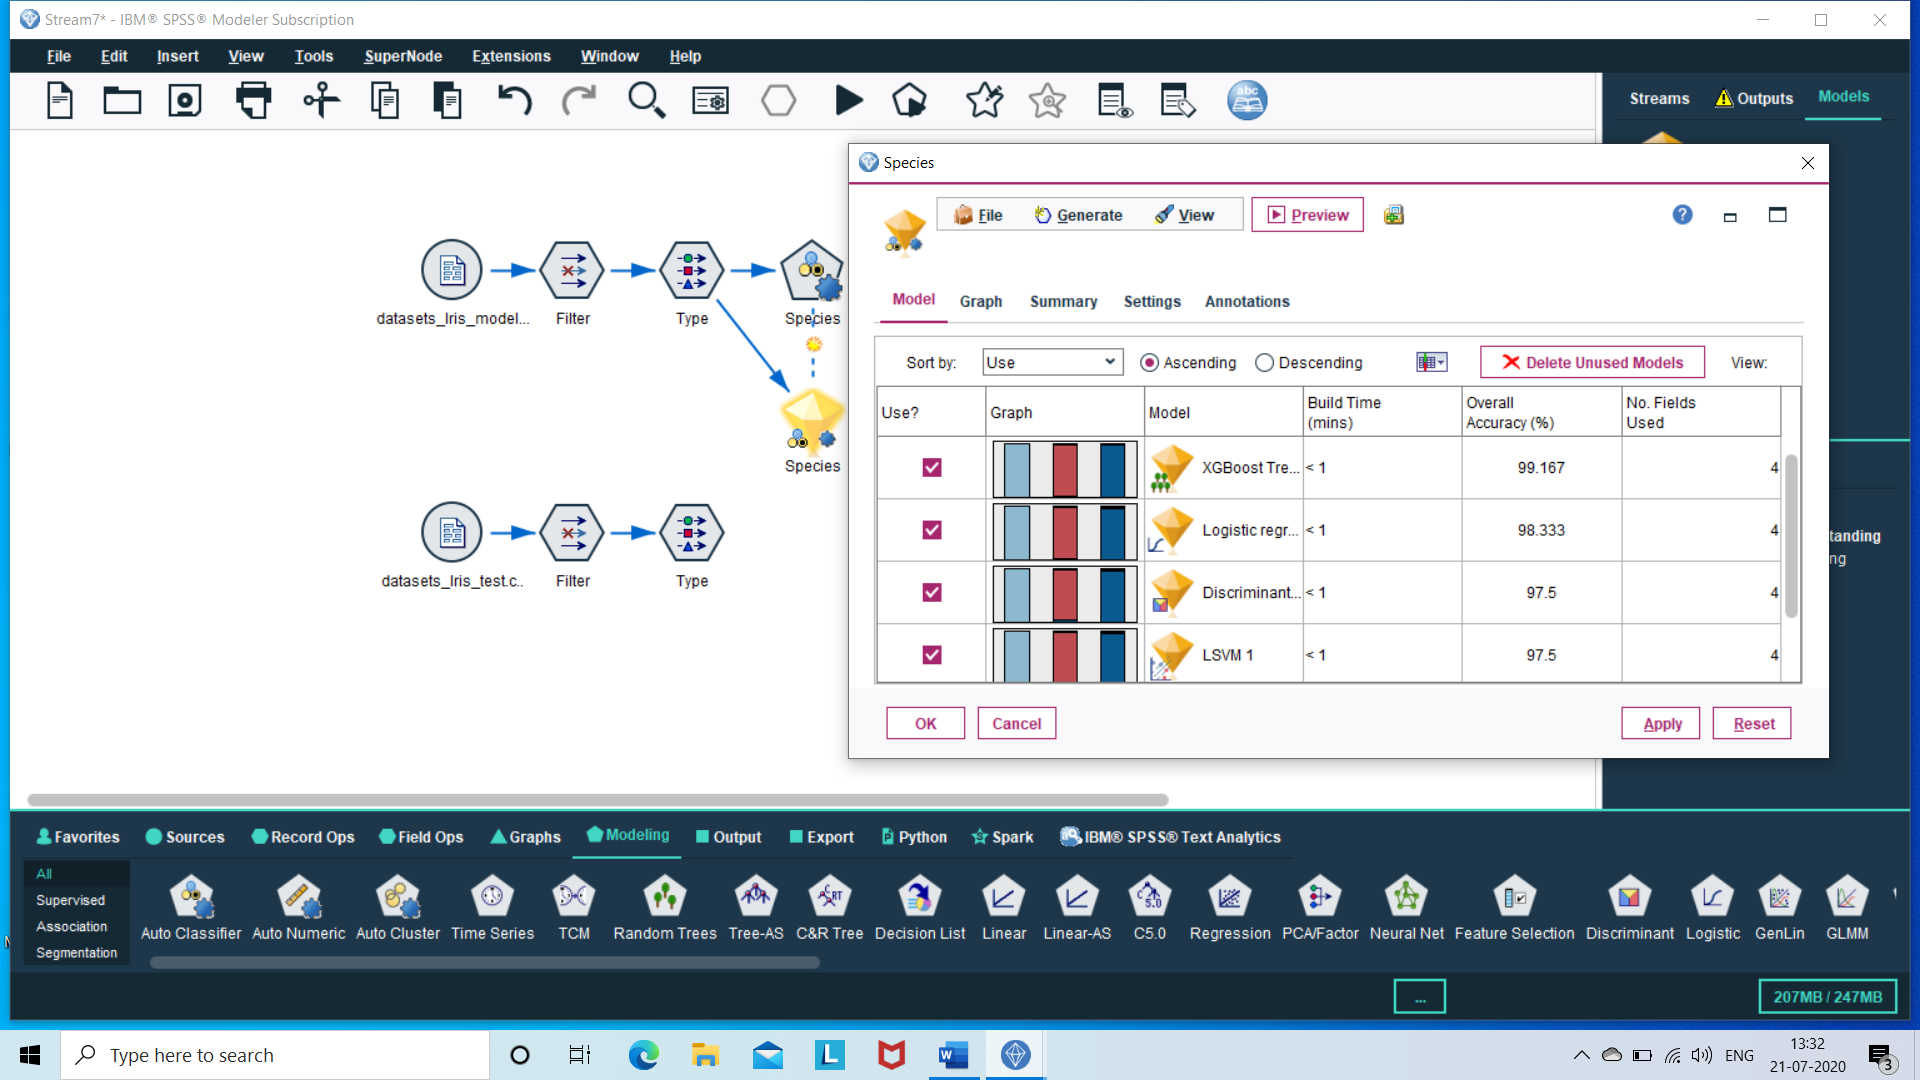 Stream7* - IBM® SPSS® Modeler Subscription
File Edit Insert View Tools SuperNode Extensions Window Help
abc
Streams Outputs Models
Species
File Generate View Preview
Model Graph Summary Settings Annotations
Sort by: Use Ascending Descending Delete Unused Models View:
Use? Graph Model Build Time (mins) Overall Accuracy (%) No. Fields Used
XGBoost Tre... < 1 99.167 4
Logistic regr... < 1 98.333 4
Discriminant... < 1 97.5 4
LSVM 1 < 1 97.5 4
OK Cancel Apply Reset
datasets_Iris_model... Filter Type Species
Species
datasets_Iris_test.c.. Filter Type
tanding
ng
Favorites Sources Record Ops Field Ops Graphs Modeling Output Export Python Spark IBM® SPSS® Text Analytics
All
Supervised
Association
Segmentation
Auto Classifier Auto Numeric Auto Cluster Time Series TCM Random Trees Tree-AS C&R Tree Decision List Linear Linear-AS C5.0 Regression PCA/Factor Neural Net Feature Selection Discriminant Logistic GenLin GLMM
... 207MB / 247MB
Type here to search
ENG
13:32
21-07-2020
3